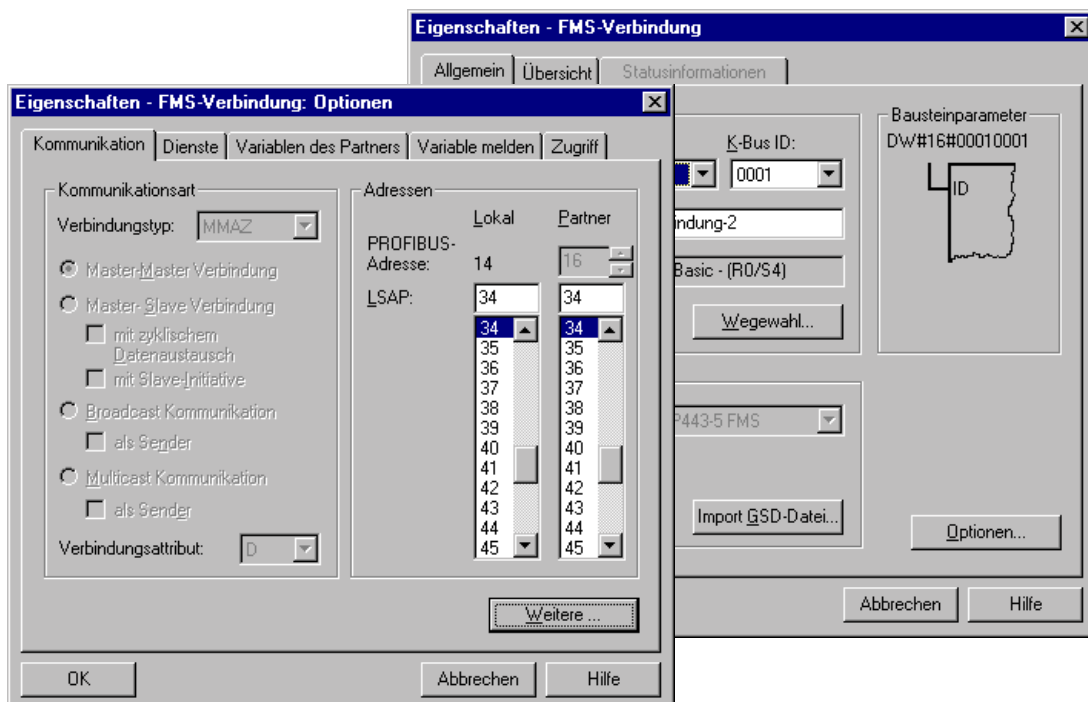 Eigenschaften - FMS-Verbindung
Allgemein Übersicht Statusinformationen
Bausteinparameter
DW#16#00010001
ID
K-Bus ID:
0001
indung-2
Basic - (R0/S4)
Wegewahl...
P443-5 FMS
Import GSD-Datei...
Optionen...
Abbrechen Hilfe
Eigenschaften - FMS-Verbindung: Optionen
Kommunikation Dienste Variablen des Partners Variable melden Zugriff
Kommunikationsart
Verbindungstyp: MMAZ
Master-Master Verbindung
Master- Slave Verbindung
mit zyklischem
Datenaustausch
mit Slave-Initiative
Broadcast Kommunikation
als Sender
Multicast Kommunikation
als Sender
Verbindungsattribut: D
Adressen
Lokal Partner
PROFIBUS-
Adresse: 14 16
LSAP: 34 34
34 34
35 35
36 36
37 37
38 38
39 39
40 40
41 41
42 42
43 43
44 44
45 45
Weitere ...
OK Abbrechen Hilfe